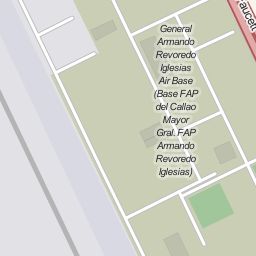 General
Armando
Revoredo
Iglesias
Air Base
(Base FAP
del Callao
Mayor
Gral. FAP
Armando
Revoredo
Iglesias)